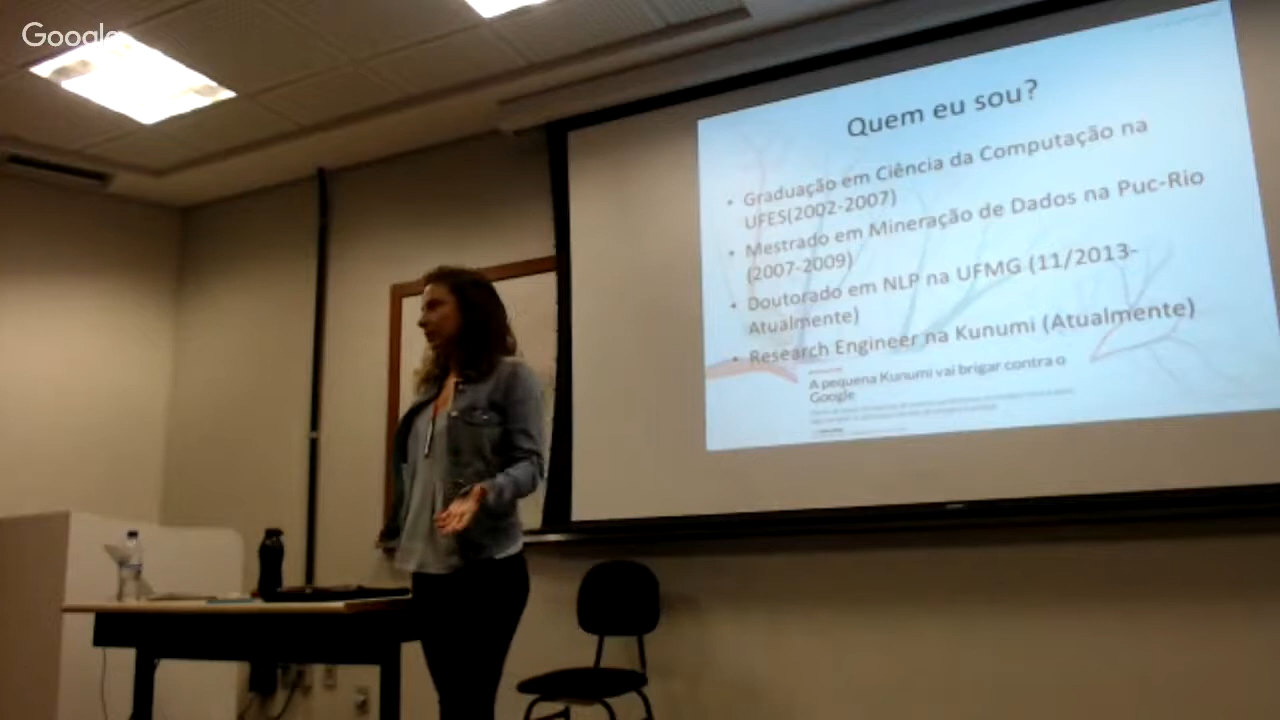 Google
Quem eu sou?
• Graduação em Ciência da Computação na
UFES(2002-2007)
• Mestrado em Mineração de Dados na Puc-Rio
(2007-2009)
• Doutorado em NLP na UFMG (11/2013-
Atualmente)
• Research Engineer na Kunumi (Atualmente)
A pequena Kunumi vai brigar contra o
Google